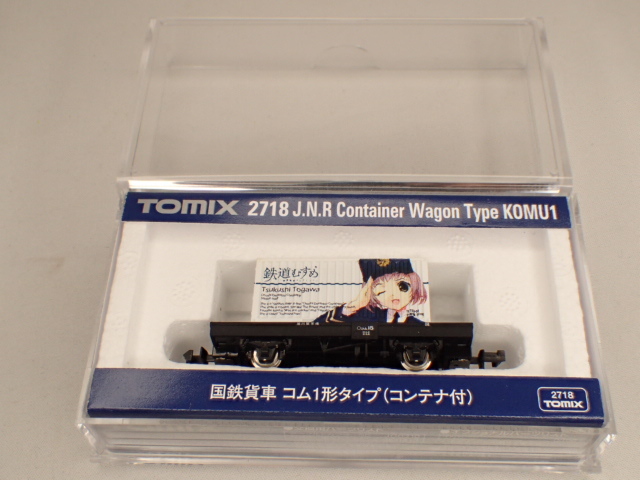 TOMIX 2718 J.N.R Container Wagon Type KOMU1
鉄道むすめ
Tsukushi Togawa
国鉄貨車 コム1形タイプ(コンテナ付)
2718
TOMIX